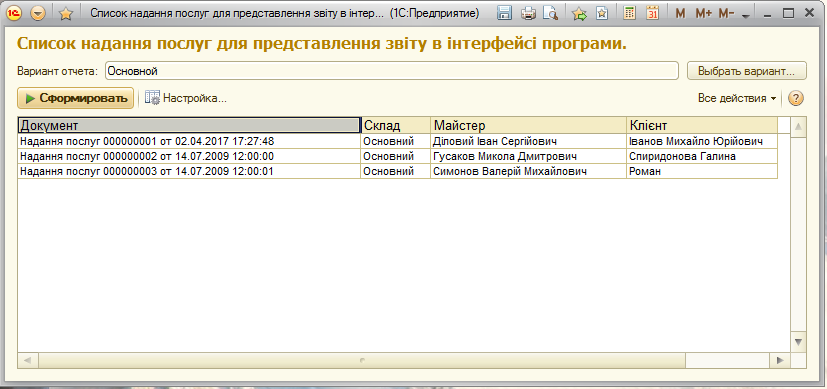 Список надання послуг для представлення звіту в інтер... (1С:Предприятие)
M M+ M-
31
Список надання послуг для представлення звіту в інтерфейсі програми.
Вариант отчета: Основной Выбрать вариант...
Сформировать Настройка... Все действия ?
Документ Склад Майстер Клієнт
Надання послуг 000000001 от 02.04.2017 17:27:48 Основний Діловий Іван Сергійович Іванов Михайло Юрійович
Надання послуг 000000002 от 14.07.2009 12:00:00 Основний Гусаков Микола Дмитрович Спиридонова Галина
Надання послуг 000000003 от 14.07.2009 12:00:01 Основний Симонов Валерій Михайлович Роман